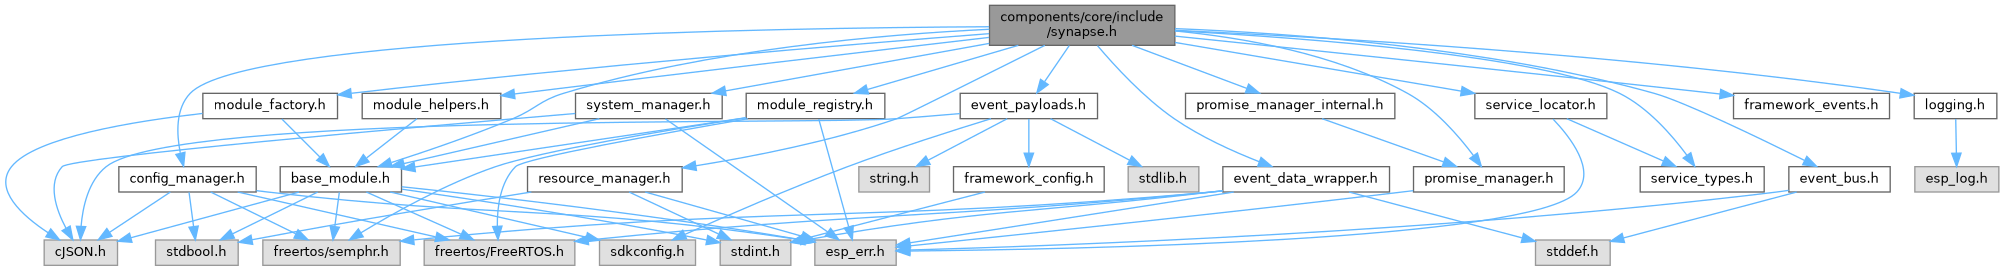 components/core/include
/synapse.h
module_factory.h
module_helpers.h
system_manager.h
module_registry.h
event_payloads.h
promise_manager_internal.h
service_locator.h
framework_events.h
logging.h
config_manager.h
base_module.h
resource_manager.h
string.h
framework_config.h
stdlib.h
event_data_wrapper.h
promise_manager.h
service_types.h
event_bus.h
esp_log.h
cJSON.h
stdbool.h
freertos/semphr.h
freertos/FreeRTOS.h
sdkconfig.h
stdint.h
esp_err.h
stddef.h